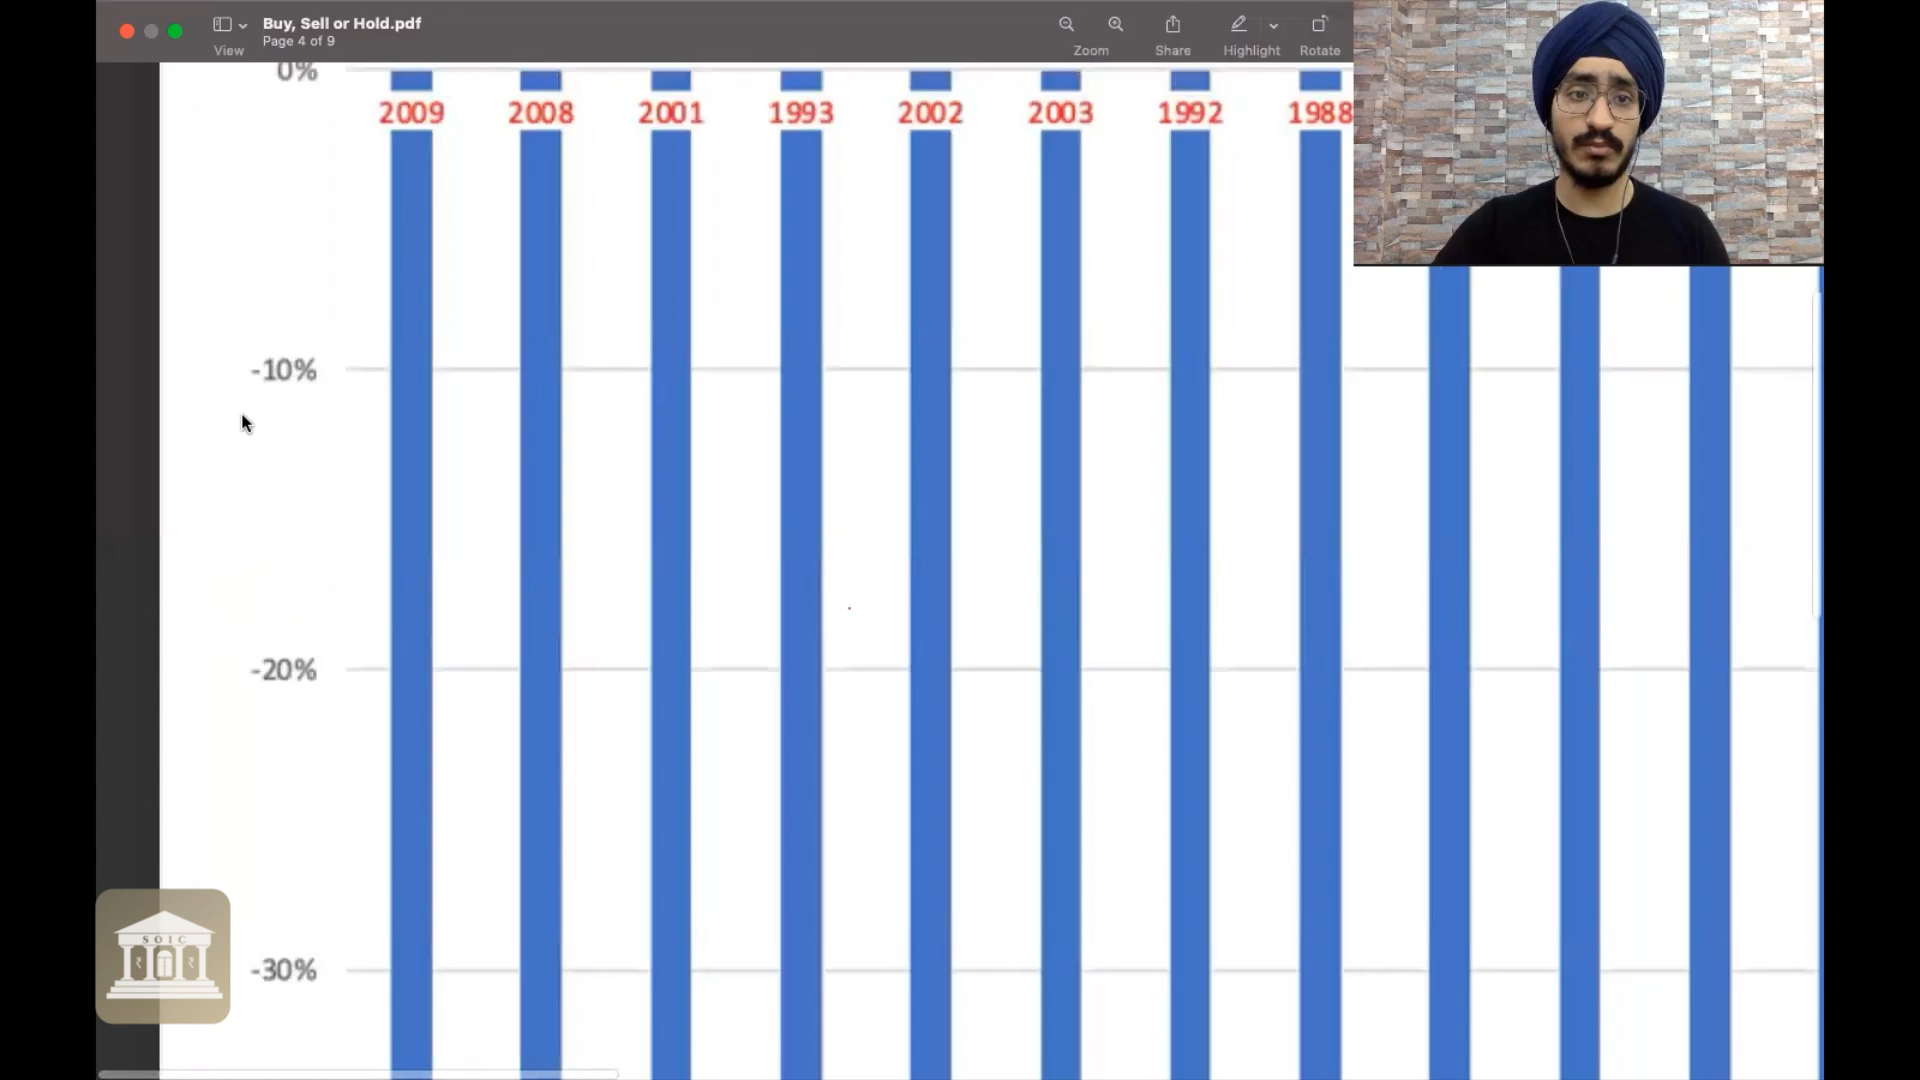 Buy, Sell or Hold.pdf
Page 4 of 9
View
Zoom
Share
Highlight
Rotate
0%
2009 2008 2001 1993 2002 2003 1992 1988
-10%
-20%
-30%
SOIC
₹ ₹